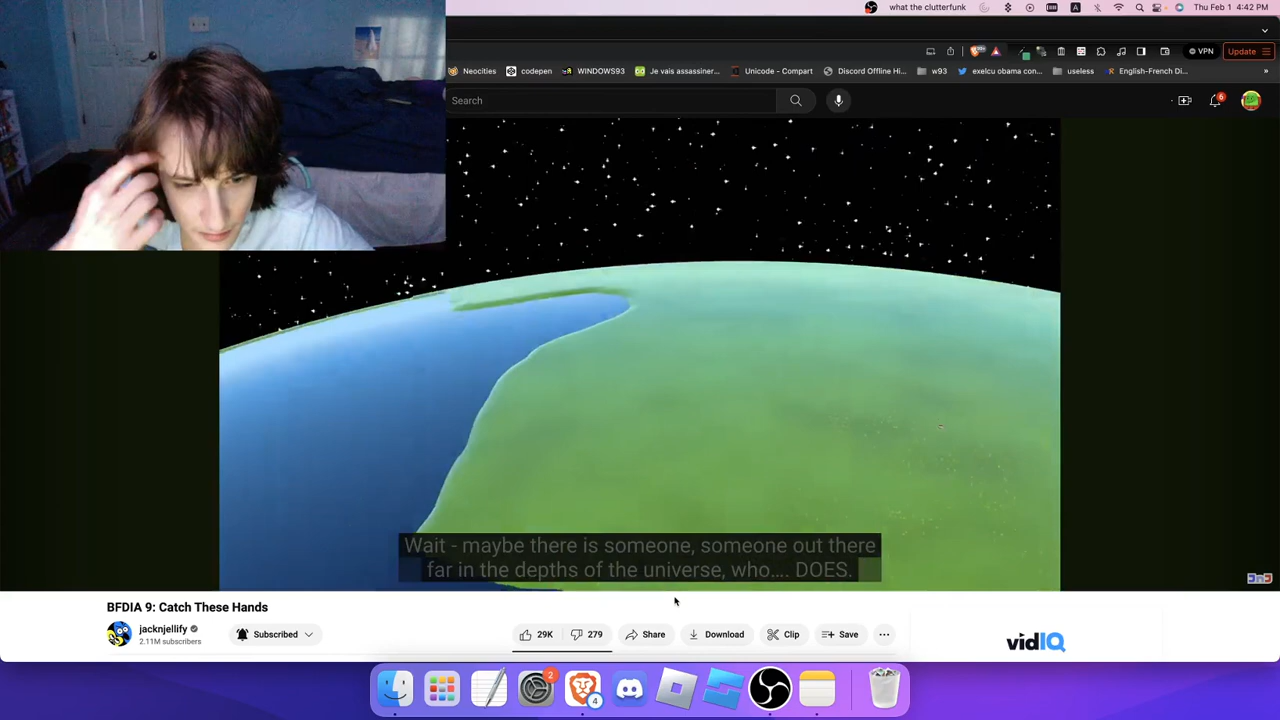 what the clutterfunk
A
Thu Feb 1 4:42 PM
VPN
Update
Neocities
codepen
WINDOWS93
Je vais assassiner...
Unicode - Compart
Discord Offline Hi...
w93
exelcu obama con...
useless
English-French Di...
»
Search
6
Wait - maybe there is someone, someone out there
far in the depths of the universe, who.... DOES.
BFDIA 9: Catch These Hands
jacknjellify
2.11M subscribers
Subscribed
29K
279
Share
Download
Clip
Save
vidIQ
2
4